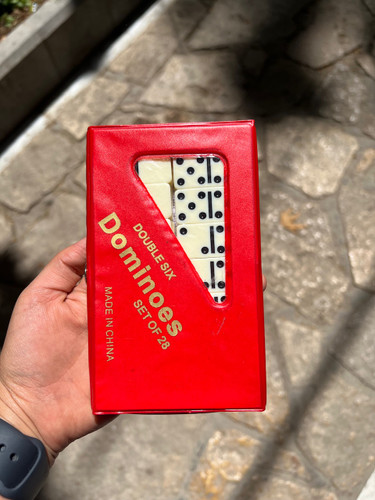 DOUBLE SIX
Dominoes
SET OF 28
MADE IN CHINA